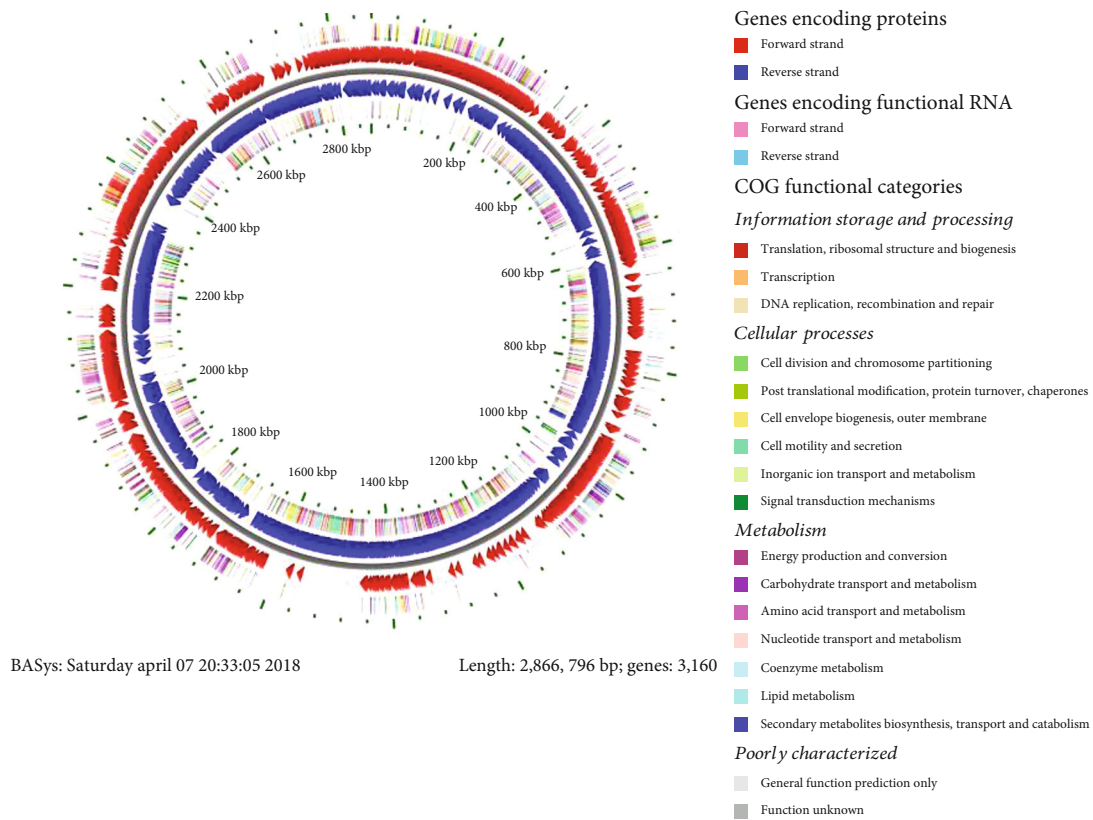 2800 kbp
200 kbp
2600 kbp
400 kbp
2400 kbp
600 kbp
2200 kbp
800 kbp
2000 kbp
1000 kbp
1800 kbp
1200 kbp
1600 kbp
1400 kbp
BASys: Saturday april 07 20:33:05 2018
Length: 2,866, 796 bp; genes: 3,160
Genes encoding proteins
Forward strand
Reverse strand
Genes encoding functional RNA
Forward strand
Reverse strand
COG functional categories
Information storage and processing
Translation, ribosomal structure and biogenesis
Transcription
DNA replication, recombination and repair
Cellular processes
Cell division and chromosome partitioning
Post translational modification, protein turnover, chaperones
Cell envelope biogenesis, outer membrane
Cell motility and secretion
Inorganic ion transport and metabolism
Signal transduction mechanisms
Metabolism
Energy production and conversion
Carbohydrate transport and metabolism
Amino acid transport and metabolism
Nucleotide transport and metabolism
Coenzyme metabolism
Lipid metabolism
Secondary metabolites biosynthesis, transport and catabolism
Poorly characterized
General function prediction only
Function unknown